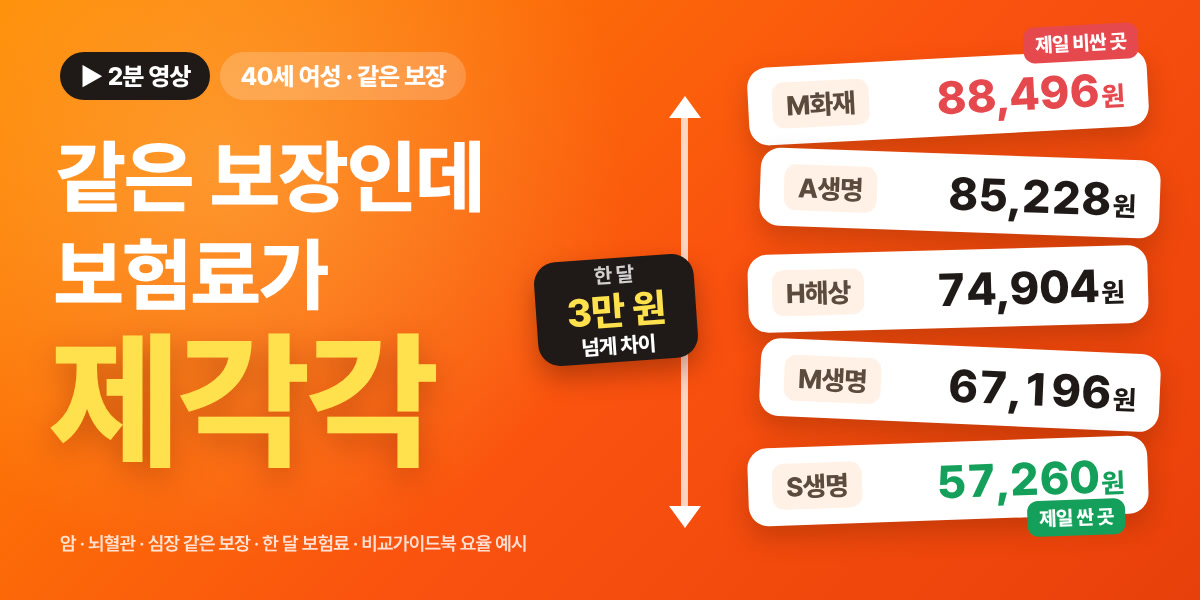 ▶ 2분 영상
40세 여성 · 같은 보장
같은 보장인데
보험료가
제각각
암 · 뇌혈관 · 심장 같은 보장 · 한 달 보험료 · 비교가이드북 요율 예시
한 달
3만 원
넘게 차이
제일 비싼 곳
M화재 88,496원
A생명 85,228원
H해상 74,904원
M생명 67,196원
S생명 57,260원
제일 싼 곳